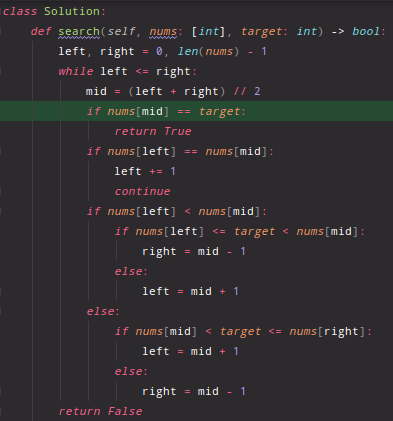 class Solution:
    def search(self, nums: [int], target: int) -> bool:
        left, right = 0, len(nums) - 1
        while left <= right:
            mid = (left + right) // 2
            if nums[mid] == target:
                return True
            if nums[left] == nums[mid]:
                left += 1
                continue
            if nums[left] < nums[mid]:
                if nums[left] <= target < nums[mid]:
                    right = mid - 1
                else:
                    left = mid + 1
            else:
                if nums[mid] < target <= nums[right]:
                    left = mid + 1
                else:
                    right = mid - 1
        return False